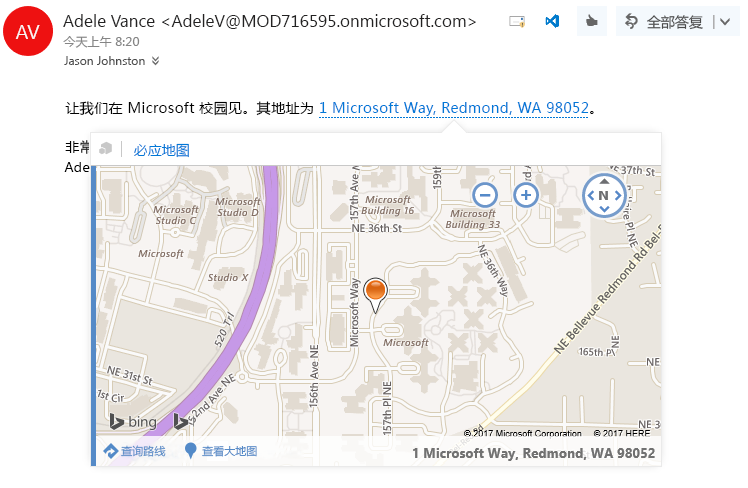 AV
Adele Vance <AdeleV@MOD716595.onmicrosoft.com>
全部答复
今天上午 8:20
Jason Johnston
让我们在 Microsoft 校园见。其地址为 1 Microsoft Way, Redmond, WA 98052。
非常
Ade
必应地图
Microsoft Studio C
Microsoft Studio D
Microsoft
Studio X
520 Trl
NE 31st St
31st Cir
152nd Ave NE
156th Ave NE
Microsoft Way
157th Ave NE
NE 36th St
Microsoft Building 16
159th
Microsoft Building 33
NE 37th St
NE 36th Way
Microsoft
157th Pl NE
NE Bellevue Redmond Rd
Bel-
165th P
NE
N
bing
© 2017 Microsoft Corporation © 2017 HERE
查询路线 查看大地图
1 Microsoft Way, Redmond, WA 98052